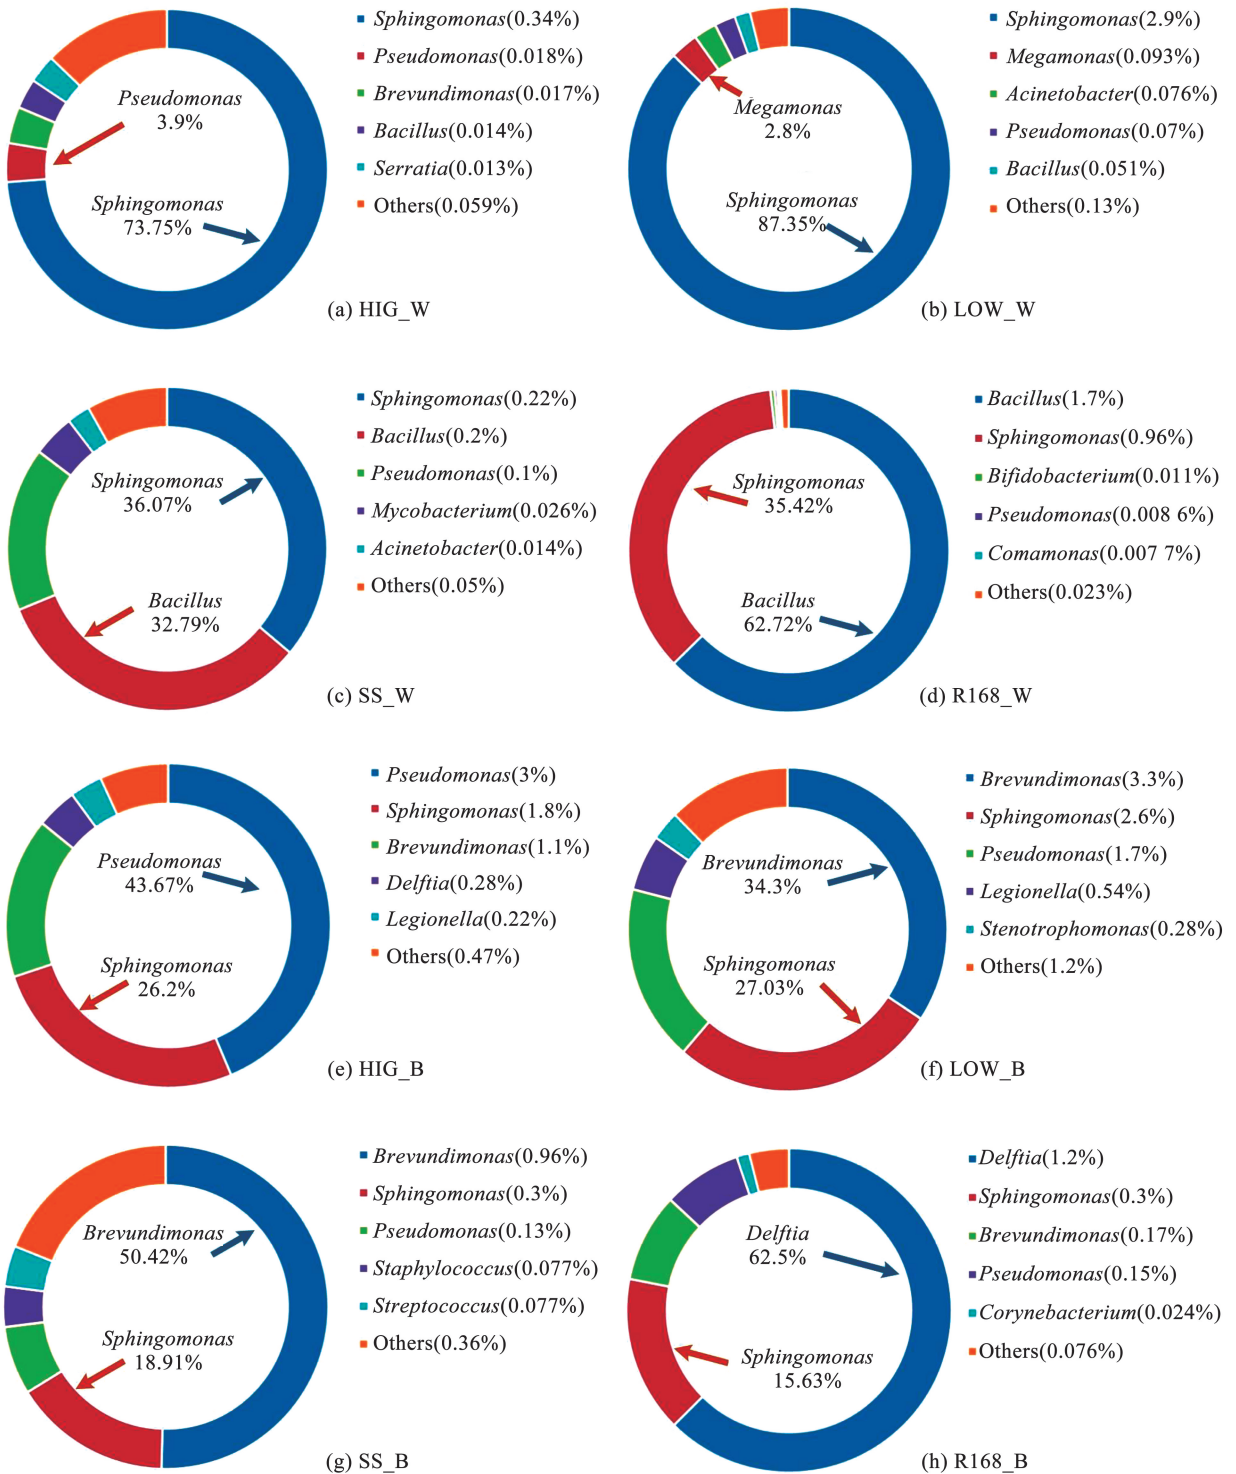 Sphingomonas(0.34%)
Pseudomonas(0.018%)
Brevundimonas(0.017%)
Bacillus(0.014%)
Serratia(0.013%)
Others(0.059%)
Pseudomonas
3.9%
Sphingomonas
73.75%
(a) HIG_W
Sphingomonas(2.9%)
Megamonas(0.093%)
Acinetobacter(0.076%)
Pseudomonas(0.07%)
Bacillus(0.051%)
Others(0.13%)
Megamonas
2.8%
Sphingomonas
87.35%
(b) LOW_W
Sphingomonas(0.22%)
Bacillus(0.2%)
Pseudomonas(0.1%)
Mycobacterium(0.026%)
Acinetobacter(0.014%)
Others(0.05%)
Sphingomonas
36.07%
Bacillus
32.79%
(c) SS_W
Bacillus(1.7%)
Sphingomonas(0.96%)
Bifidobacterium(0.011%)
Pseudomonas(0.008 6%)
Comamonas(0.007 7%)
Others(0.023%)
Sphingomonas
35.42%
Bacillus
62.72%
(d) R168_W
Pseudomonas(3%)
Sphingomonas(1.8%)
Brevundimonas(1.1%)
Delftia(0.28%)
Legionella(0.22%)
Others(0.47%)
Pseudomonas
43.67%
Sphingomonas
26.2%
(e) HIG_B
Brevundimonas(3.3%)
Sphingomonas(2.6%)
Pseudomonas(1.7%)
Legionella(0.54%)
Stenotrophomonas(0.28%)
Others(1.2%)
Brevundimonas
34.3%
Sphingomonas
27.03%
(f) LOW_B
Brevundimonas(0.96%)
Sphingomonas(0.3%)
Pseudomonas(0.13%)
Staphylococcus(0.077%)
Streptococcus(0.077%)
Others(0.36%)
Brevundimonas
50.42%
Sphingomonas
18.91%
(g) SS_B
Delftia(1.2%)
Sphingomonas(0.3%)
Brevundimonas(0.17%)
Pseudomonas(0.15%)
Corynebacterium(0.024%)
Others(0.076%)
Delftia
62.5%
Sphingomonas
15.63%
(h) R168_B